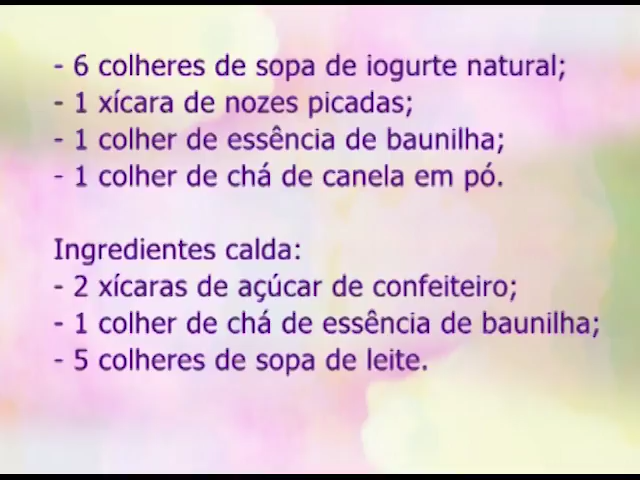 - 6 colheres de sopa de iogurte natural;
- 1 xícara de nozes picadas;
- 1 colher de essência de baunilha;
- 1 colher de chá de canela em pó.
Ingredientes calda:
- 2 xícaras de açúcar de confeiteiro;
- 1 colher de chá de essência de baunilha;
- 5 colheres de sopa de leite.